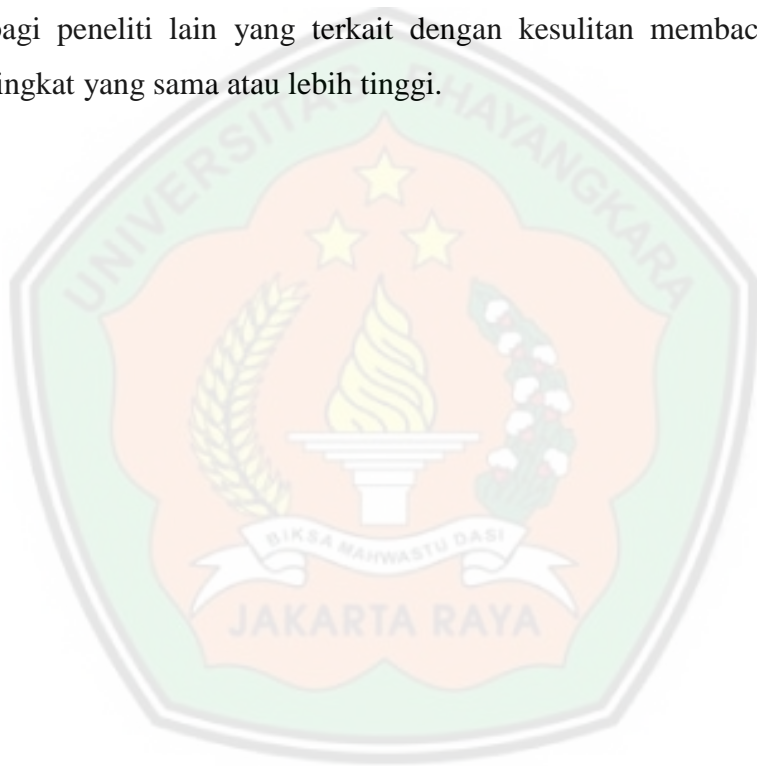 bagi peneliti lain yang terkait dengan kesulitan membac
ingkat yang sama atau lebih tinggi.
UNIVERSITAS BHAYANGKARA
BIKSA MAHWASTU DASI
JAKARTA RAYA